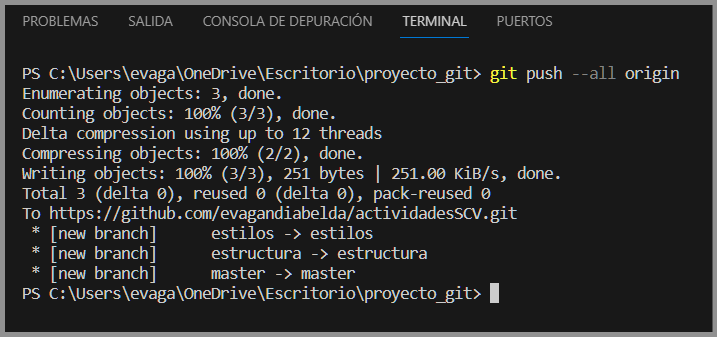 PROBLEMAS SALIDA CONSOLA DE DEPURACIÓN TERMINAL PUERTOS
PS C:\Users\evaga\OneDrive\Escritorio\proyecto_git> git push --all origin
Enumerating objects: 3, done.
Counting objects: 100% (3/3), done.
Delta compression using up to 12 threads
Compressing objects: 100% (2/2), done.
Writing objects: 100% (3/3), 251 bytes | 251.00 KiB/s, done.
Total 3 (delta 0), reused 0 (delta 0), pack-reused 0
To https://github.com/evagandiabelda/actividadesSCV.git
 * [new branch]      estilos -> estilos
 * [new branch]      estructura -> estructura
 * [new branch]      master -> master
PS C:\Users\evaga\OneDrive\Escritorio\proyecto_git>